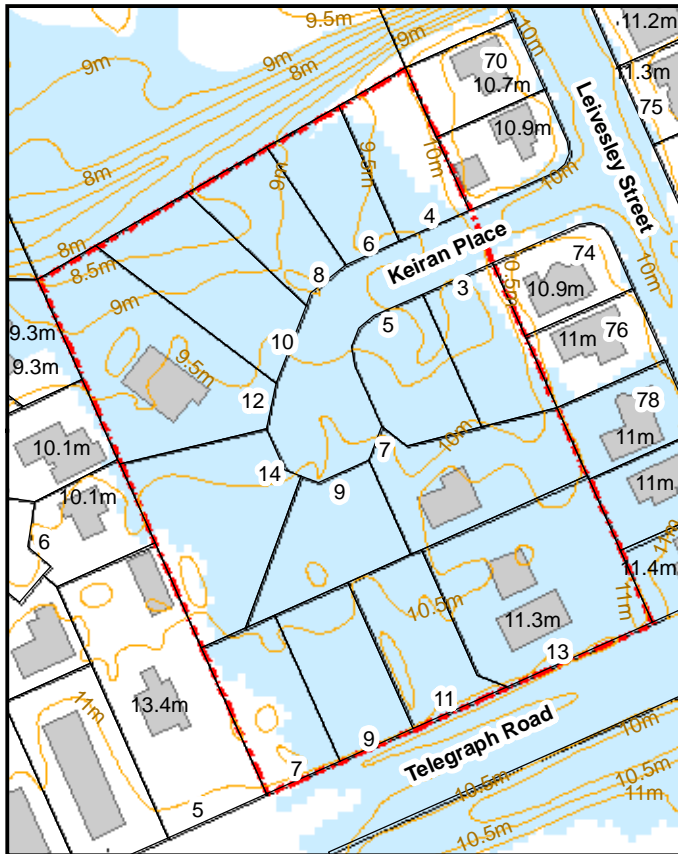 9.5m
11.2m
9m
10m
9m
9m
8m
70
10.7m
11.3m
75
10.9m
Leivesley Street
9.5m
10m
9m
8m
10m
4
6
Keiran Place
8m
8.5m
8
3
10.5m
74
10.9m
10m
9m
5
10
76
11m
9.3m
9.3m
9.5m
12
78
10m
7
11m
10.1m
14
9
11m
10.1m
6
11.4m
11m
11m
10.5m
11.3m
13
11m
13.4m
11
9
Telegraph Road
7
10m
10.5m
10.5m
11m
5
10.5m